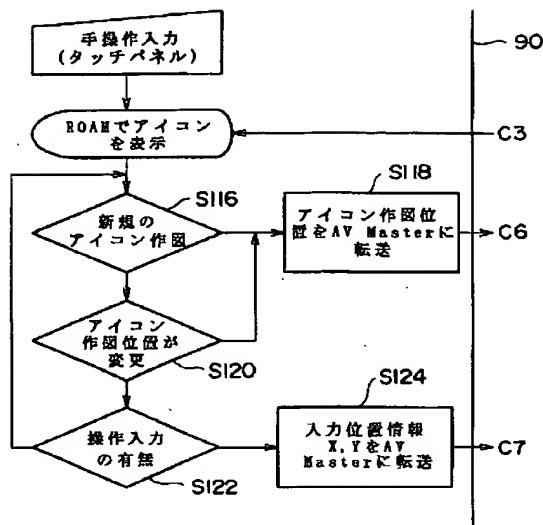 手操作入力
(タッチパネル)
90
ROAMでアイコン
を表示
C3
S116
新規の
アイコン作図
S118
アイコン作図位
置をAV Masterに
転送
C6
アイコン
作図位置が
変更
S120
S124
操作入力
の有無
S122
入力位置情報
X,YをAV
Masterに転送
C7